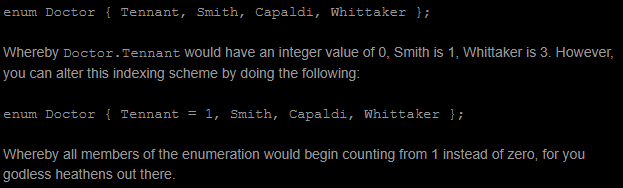 enum Doctor { Tennant, Smith, Capaldi, Whittaker };
Whereby Doctor.Tennant would have an integer value of 0, Smith is 1, Whittaker is 3. However,
you can alter this indexing scheme by doing the following:
enum Doctor { Tennant = 1, Smith, Capaldi, Whittaker };
Whereby all members of the enumeration would begin counting from 1 instead of zero, for you
godless heathens out there.